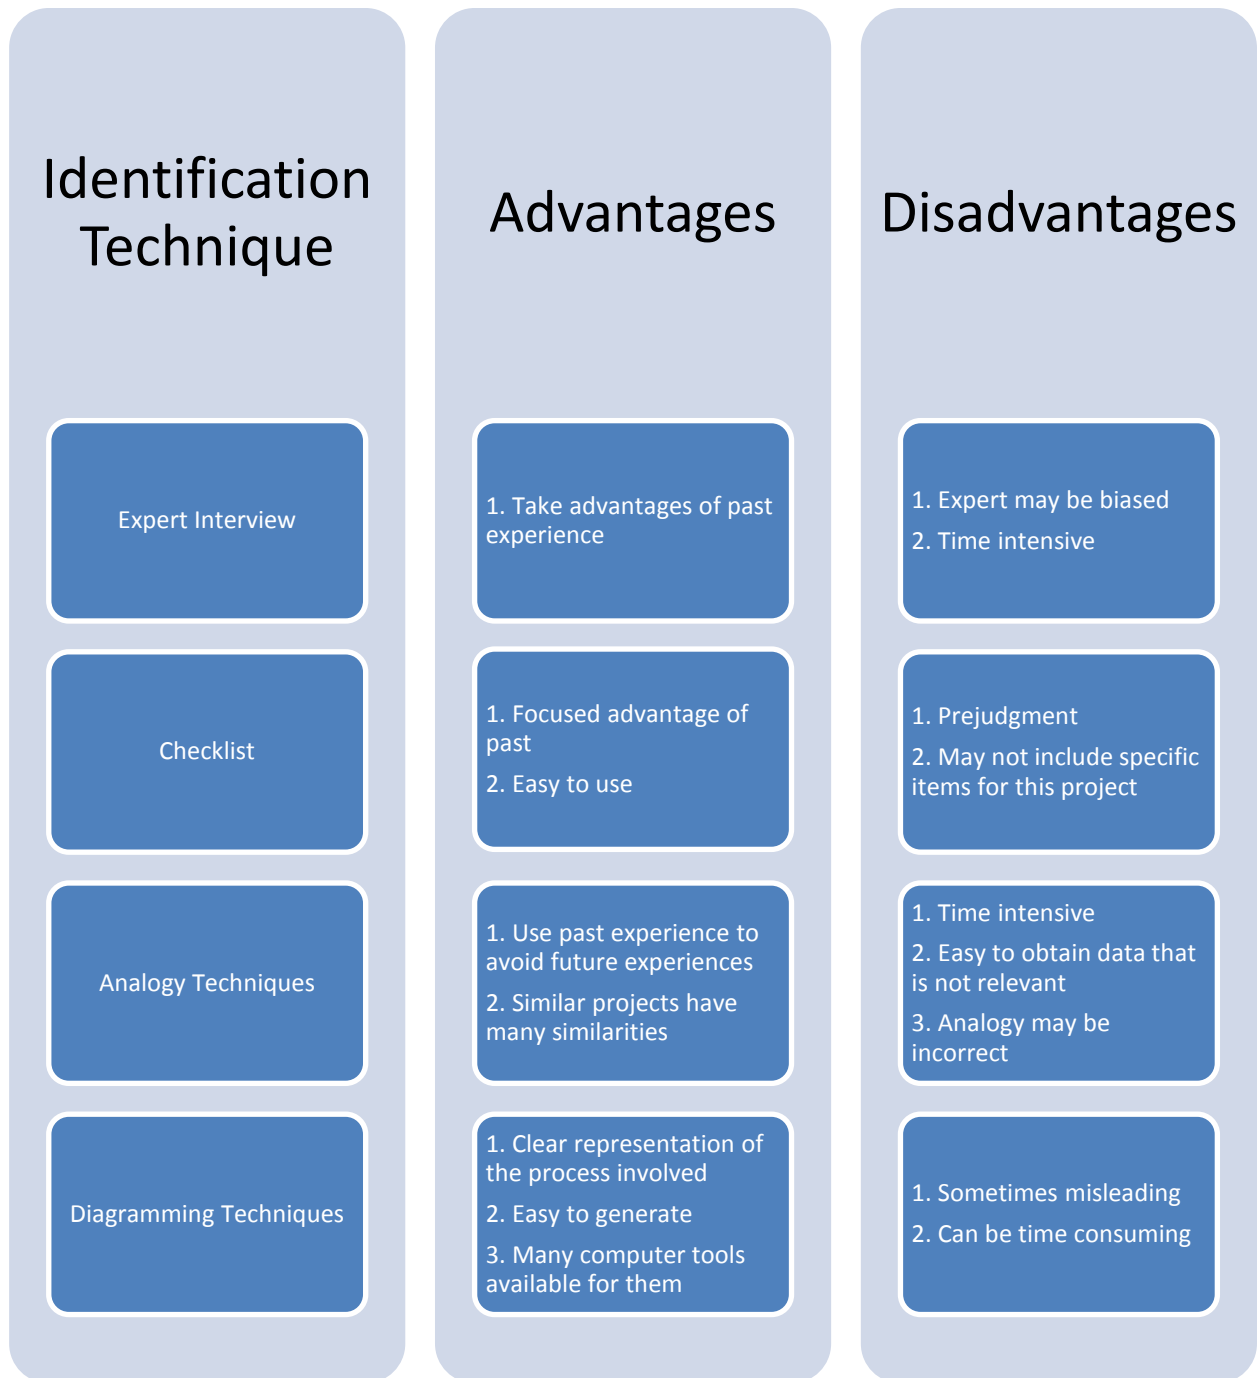 Identification
Technique
Advantages
Disadvantages
Expert Interview
1. Take advantages of past
experience
1. Expert may be biased
2. Time intensive
Checklist
1. Focused advantage of
past
2. Easy to use
1. Prejudgment
2. May not include specific
items for this project
Analogy Techniques
1. Use past experience to
avoid future experiences
2. Similar projects have
many similarities
1. Time intensive
2. Easy to obtain data that
is not relevant
3. Analogy may be
incorrect
Diagramming Techniques
1. Clear representation of
the process involved
2. Easy to generate
3. Many computer tools
available for them
1. Sometimes misleading
2. Can be time consuming